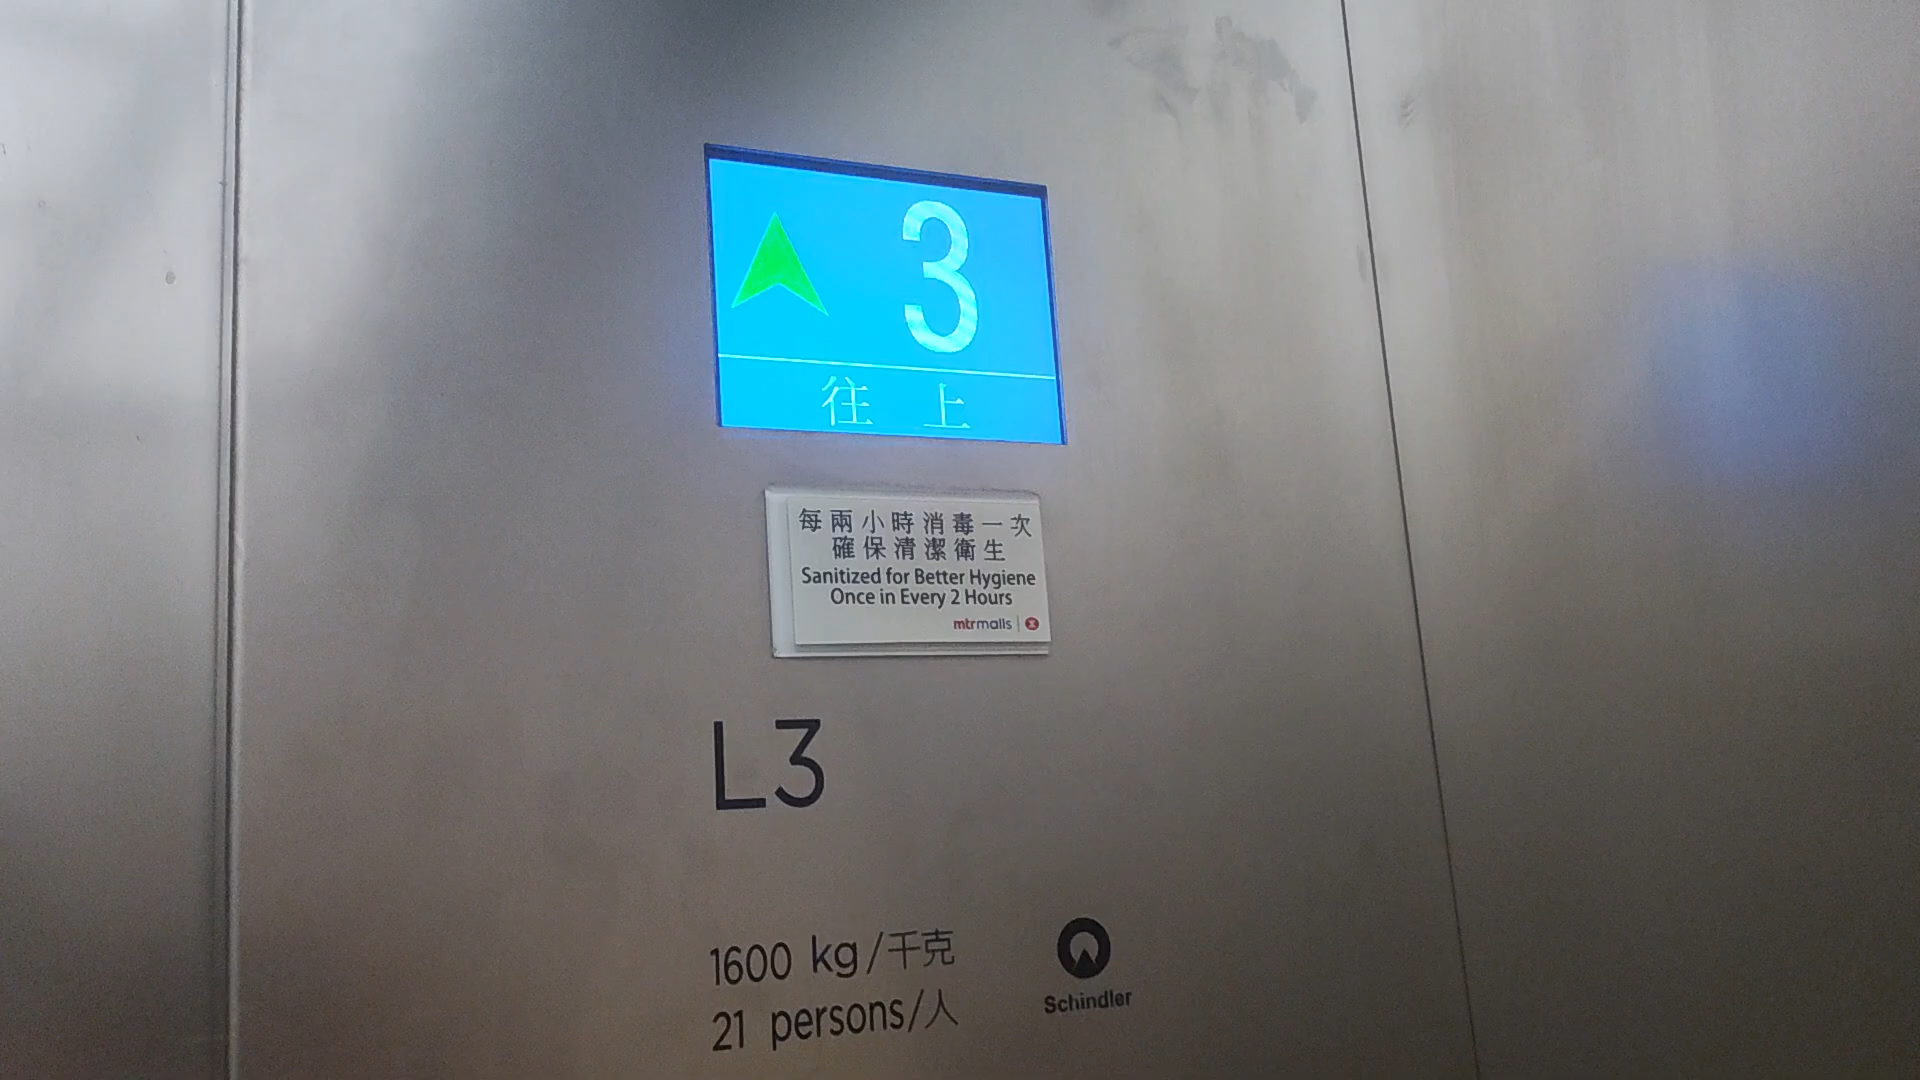 3
往 上
每兩小時消毒一次
確保清潔衛生
Sanitized for Better Hygiene
Once in Every 2 Hours
mtrmalls
L3
1600 kg/千克
21 persons/人
Schindler